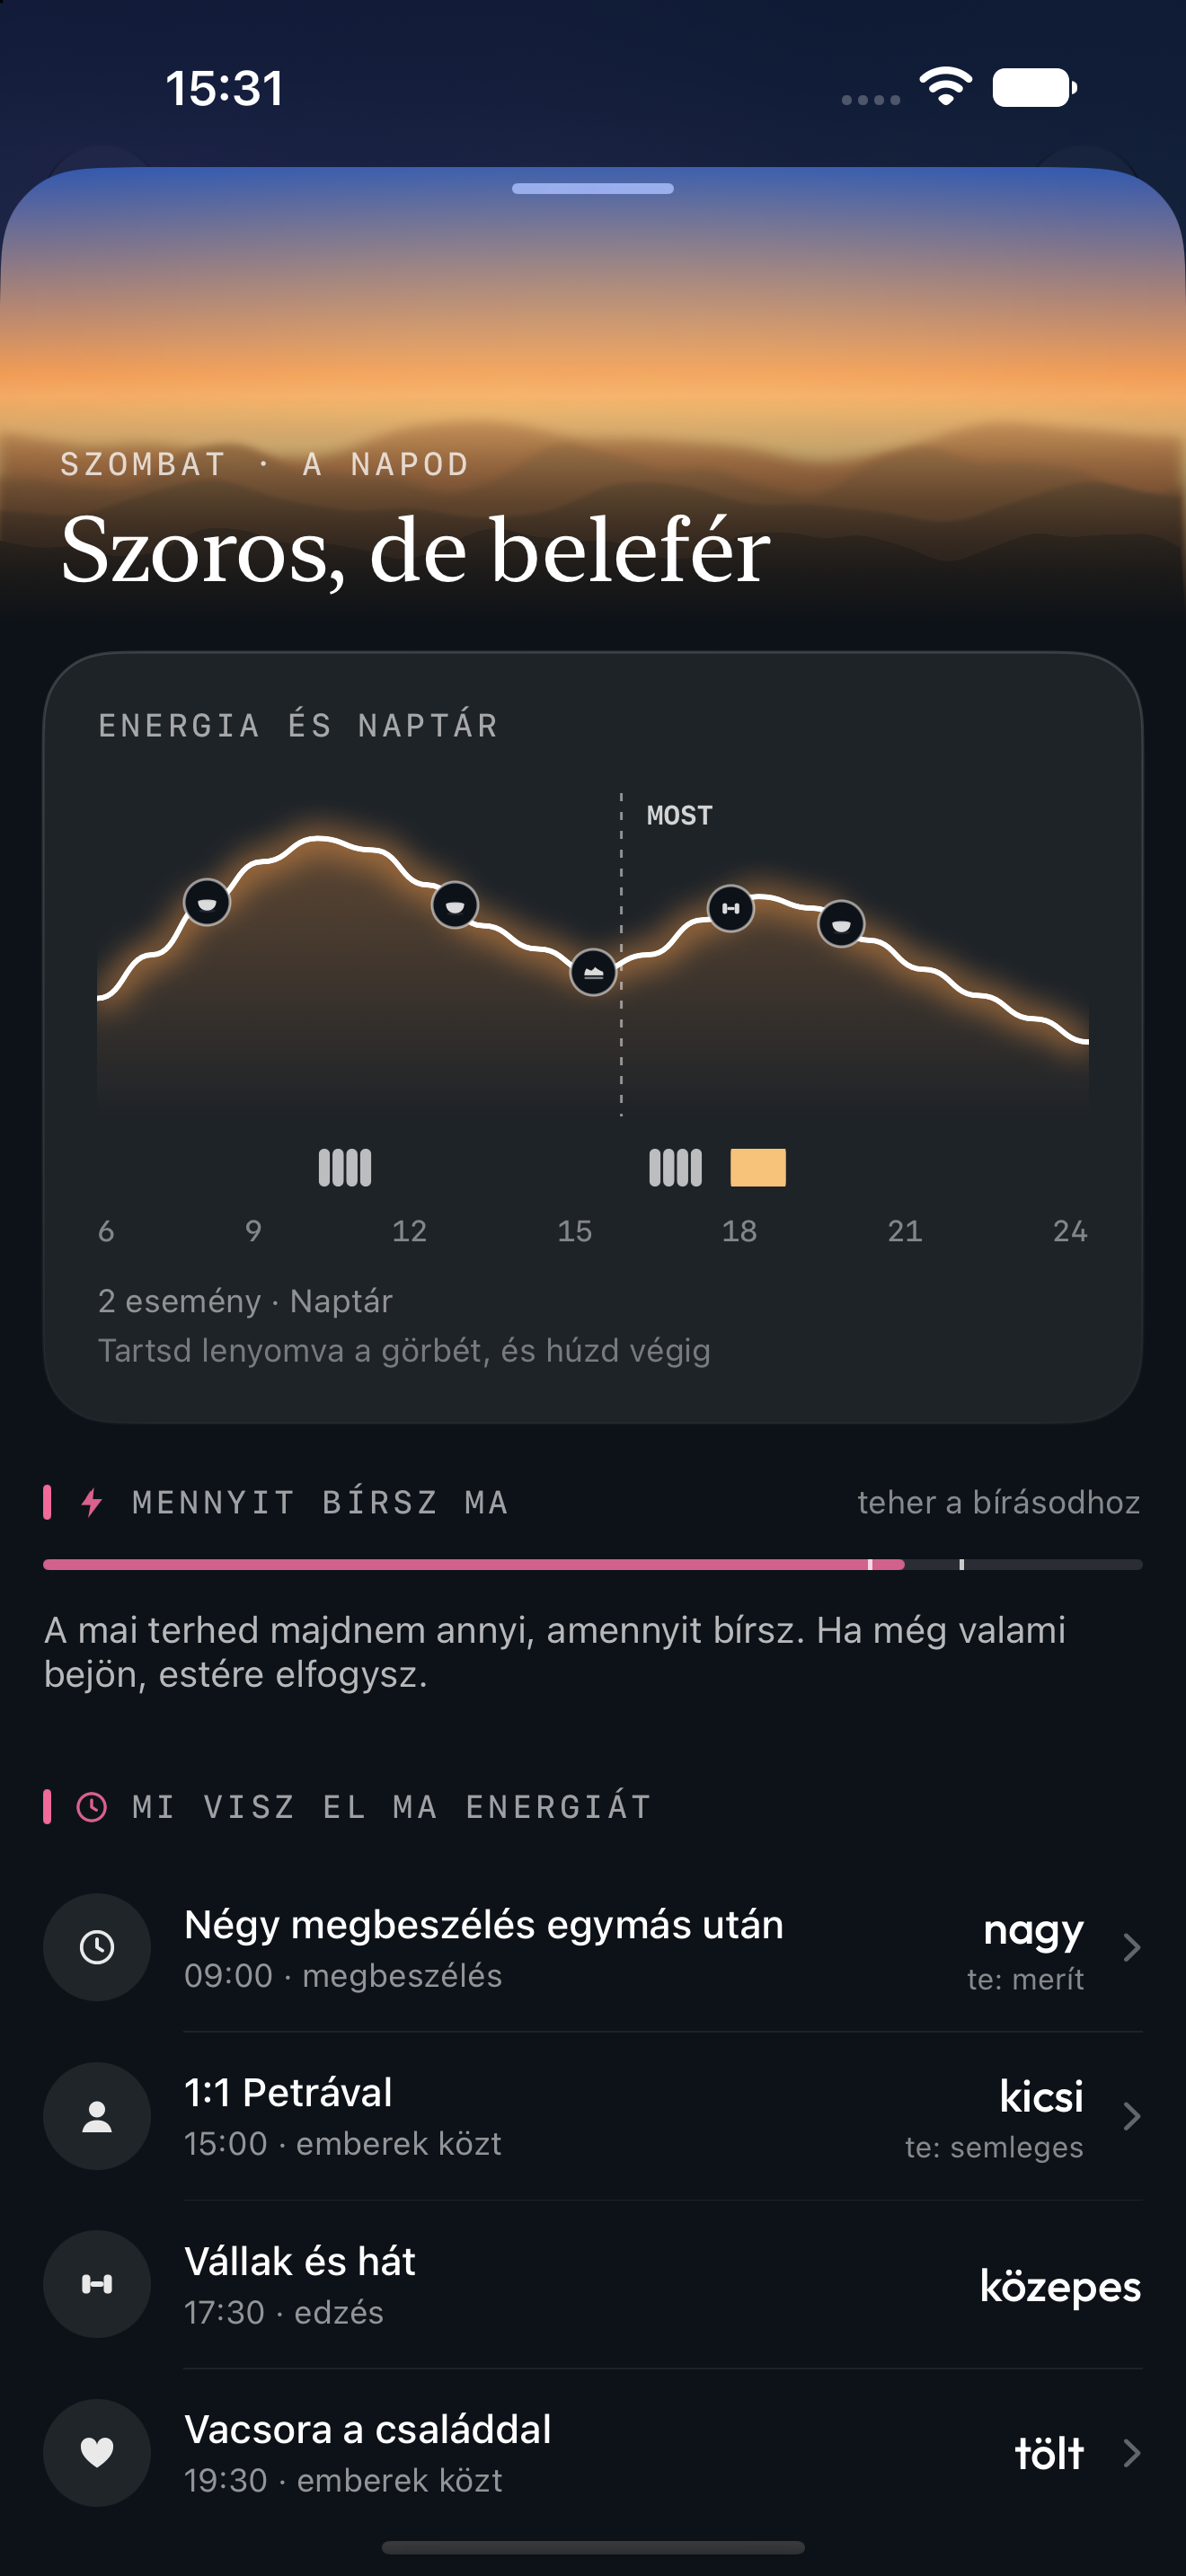 15:31
SZOMBAT · A NAPOD
Szoros, de belefér
ENERGIA ÉS NAPTÁR
MOST
6 9 12 15 18 21 24
2 esemény · Naptár
Tartsd lenyomva a görbét, és húzd végig
MENNYIT BÍRSZ MA teher a bírásodhoz
A mai terhed majdnem annyi, amennyit bírsz. Ha még valami
bejön, estére elfogysz.
MI VISZ EL MA ENERGIÁT
Négy megbeszélés egymás után nagy
09:00 · megbeszélés te: merít
1:1 Petrával kicsi
15:00 · emberek közt te: semleges
Vállak és hát közepes
17:30 · edzés
Vacsora a családdal tölt
19:30 · emberek közt